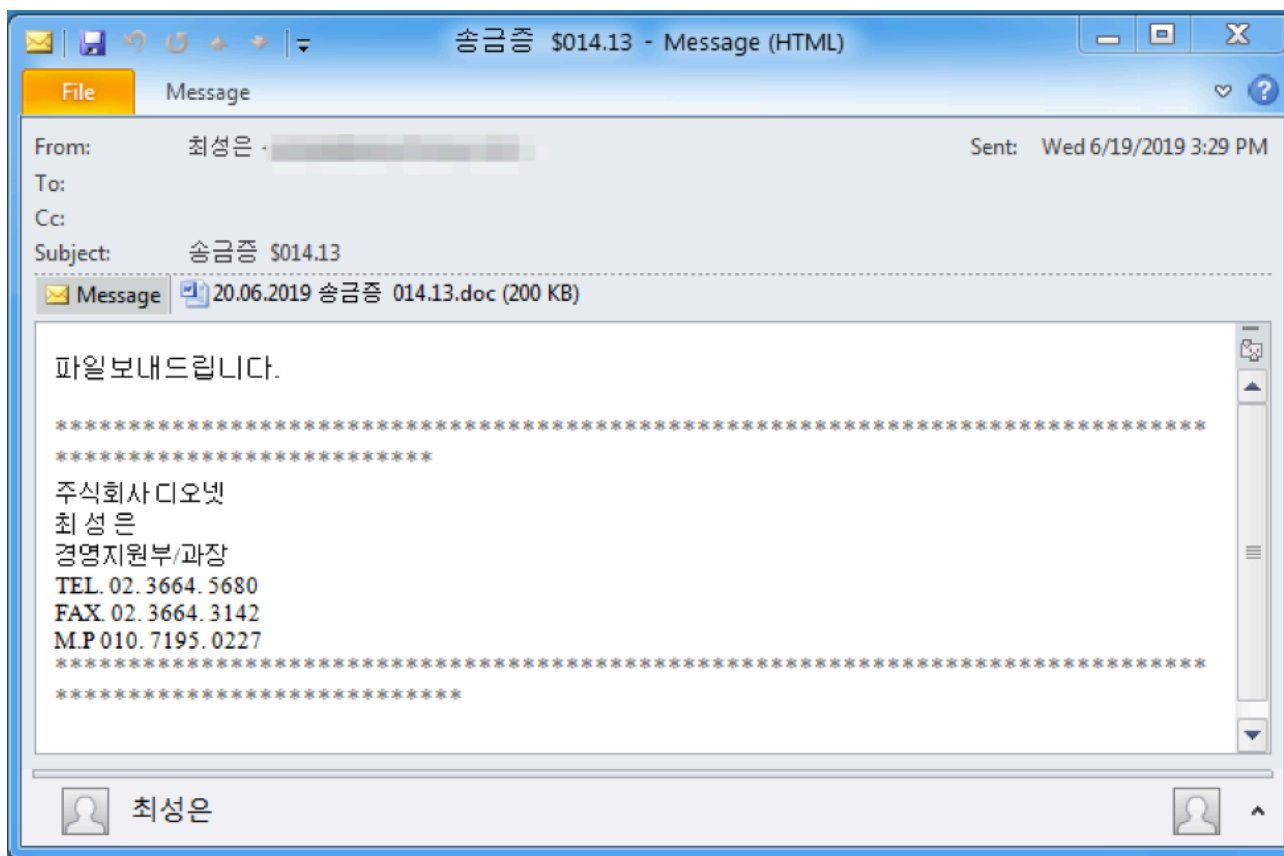 송금증 $014.13 - Message (HTML)
File Message
From: 최성은 Sent: Wed 6/19/2019 3:29 PM
To:
Cc:
Subject: 송금증 $014.13
Message 20.06.2019 송금증 014.13.doc (200 KB)
파일보내드립니다.
*******************************************************************************
**************************
주식회사 디오넷
최 성 은
경영지원부/과장
TEL. 02. 3664. 5680
FAX. 02. 3664. 3142
M.P 010. 7195. 0227
*******************************************************************************
****************************
최성은